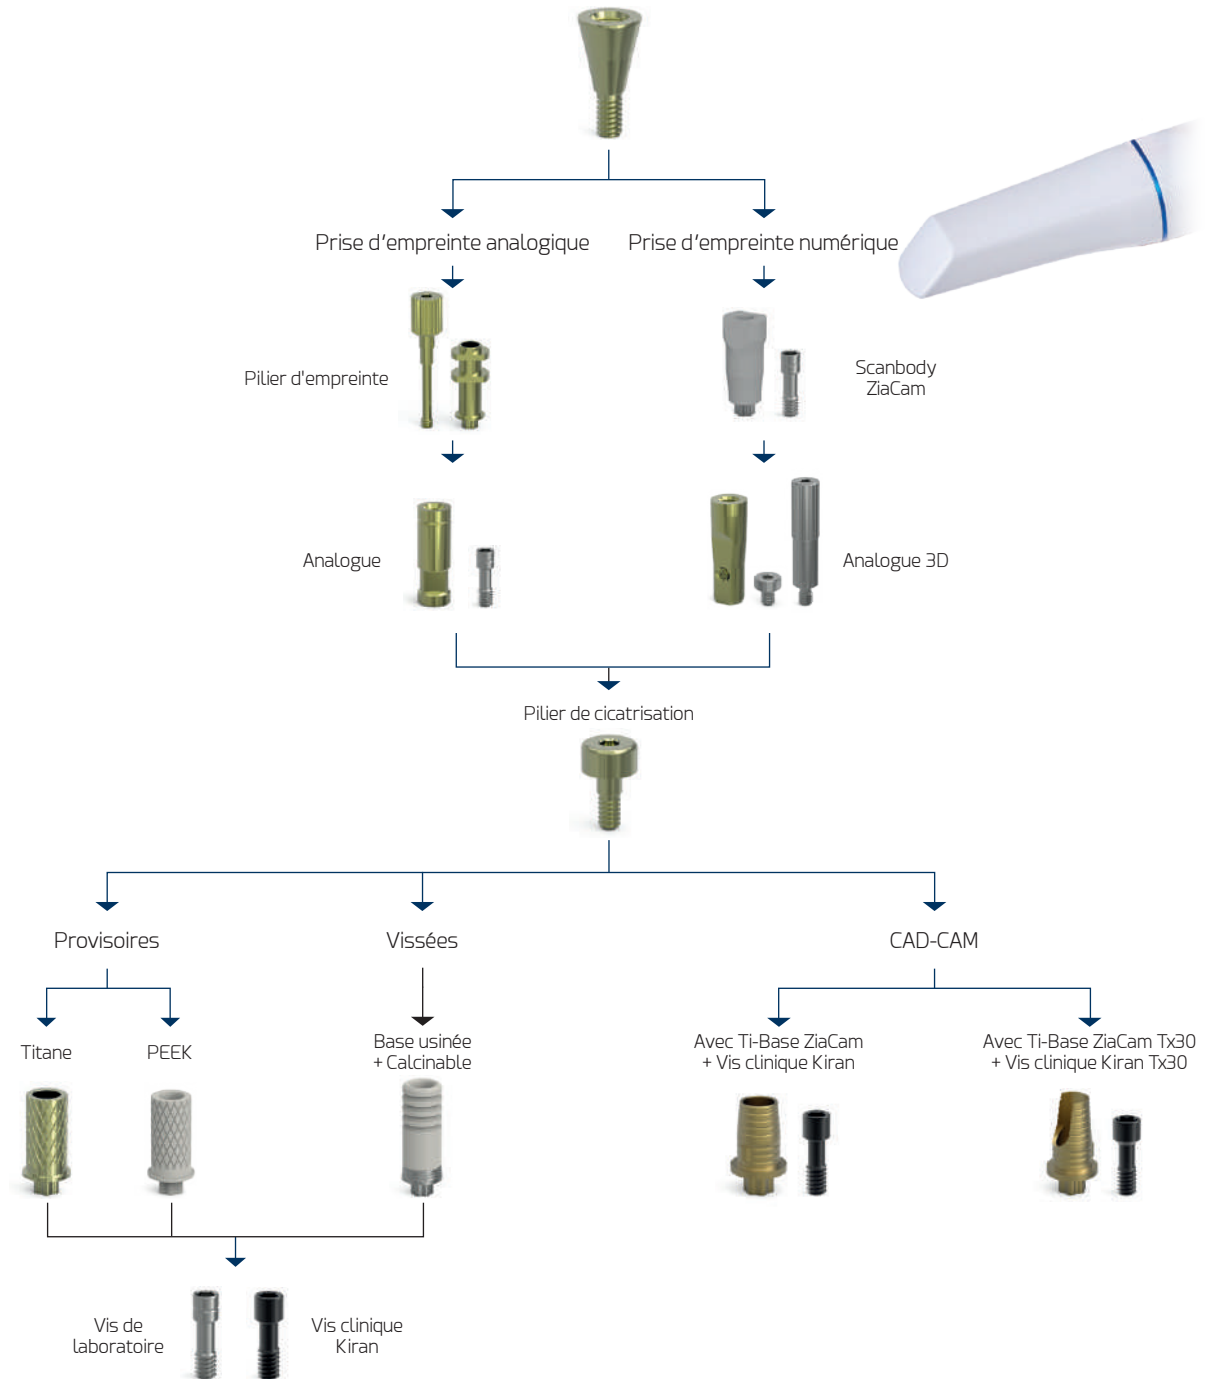 Prise d'empreinte analogique
Prise d'empreinte numérique
Pilier d'empreinte
Scanbody
ZiaCam
Analogue
Analogue 3D
Pilier de cicatrisation
Provisoires
Vissées
CAD-CAM
Titane
PEEK
Base usinée
+ Calcinable
Avec Ti-Base ZiaCam
+ Vis clinique Kiran
Avec Ti-Base ZiaCam Tx30
+ Vis clinique Kiran Tx30
Vis de
laboratoire
Vis clinique
Kiran